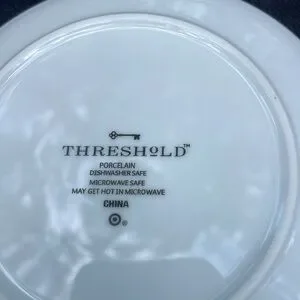 THRESHOLD™
PORCELAIN
DISHWASHER SAFE
MICROWAVE SAFE
MAY GET HOT IN MICROWAVE
CHINA
®